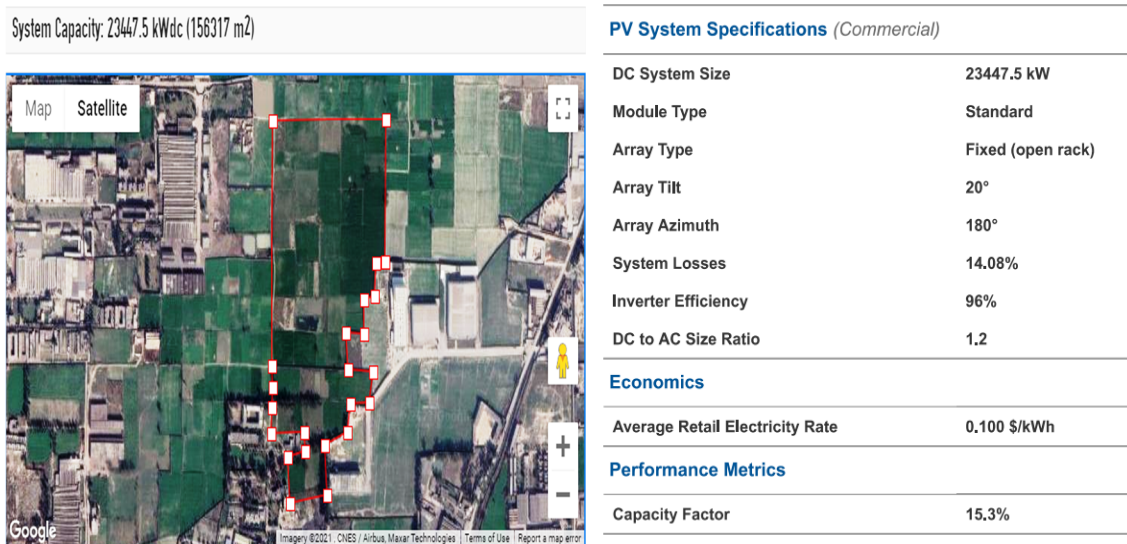 System Capacity: 23447.5 kWdc (156317 m²)
Map Satellite
Google
Imagery ©2021 , CNES / Airbus, Maxar Technologies Terms of Use Report a map error
PV System Specifications (Commercial)
DC System Size 23447.5 kW
Module Type Standard
Array Type Fixed (open rack)
Array Tilt 20°
Array Azimuth 180°
System Losses 14.08%
Inverter Efficiency 96%
DC to AC Size Ratio 1.2
Economics
Average Retail Electricity Rate 0.100 $/kWh
Performance Metrics
Capacity Factor 15.3%